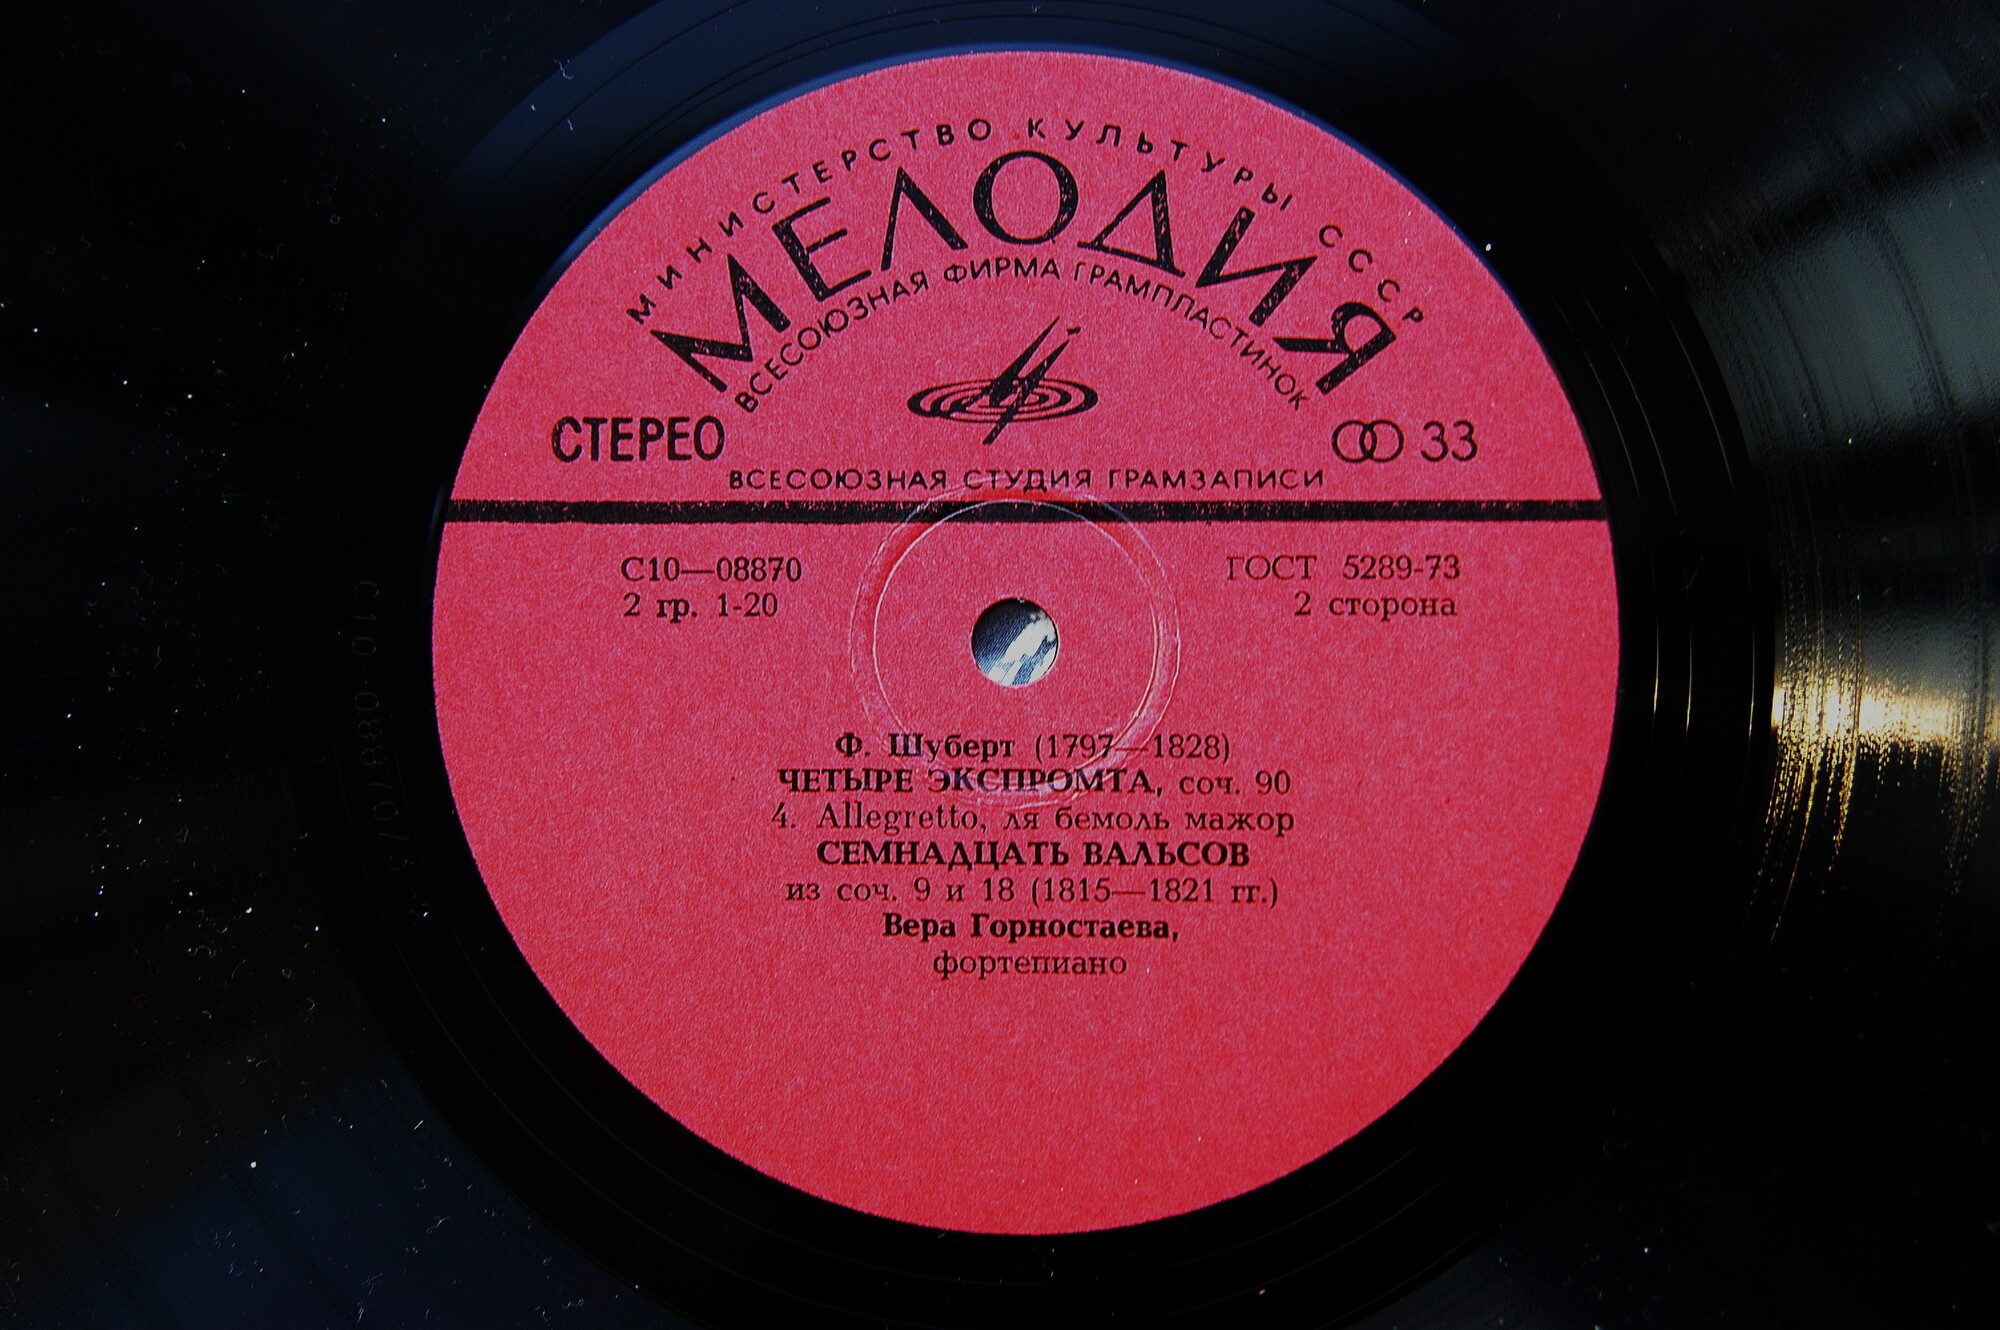 МИНИСТЕРСТВО КУЛЬТУРЫ СССР
МЕЛОДИЯ
ВСЕСОЮЗНАЯ ФИРМА ГРАМПЛАСТИНОК
СТЕРЕО
33
ВСЕСОЮЗНАЯ СТУДИЯ ГРАМЗАПИСИ
С10—08870
ГОСТ 5289-73
2 гр. 1-20
2 сторона
Ф. Шуберт (1797—1828)
ЧЕТЫРЕ ЭКСПРОМТА, соч. 90
4. Allegretto, ля бемоль мажор
СЕМНАДЦАТЬ ВАЛЬСОВ
из соч. 9 и 18 (1815—1821 гг.)
Вера Горностаева,
фортепиано